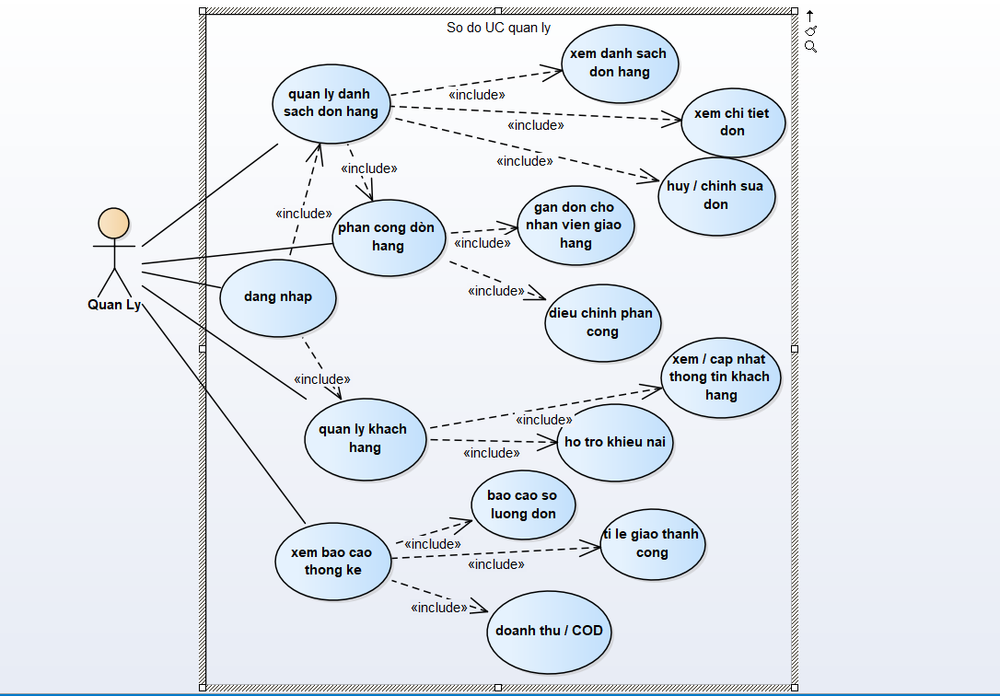 So do UC quan ly
xem danh sach
don hang
quan ly danh
sach don hang
«include»
xem chi tiet
don
«include»
«include»
huy / chinh sua
don
«include»
«include»
phan cong dòn
hang
gan don cho
nhan vien giao
hang
«include»
Quan Ly
dang nhap
«include»
dieu chinh phan
cong
«include»
xem / cap nhat
thong tin khach
hang
quan ly khach
hang
«include»
ho tro khieu nai
«include»
bao cao so
luong don
xem bao cao
thong ke
«include»
ti le giao thanh
cong
«include»
«include»
doanh thu / COD